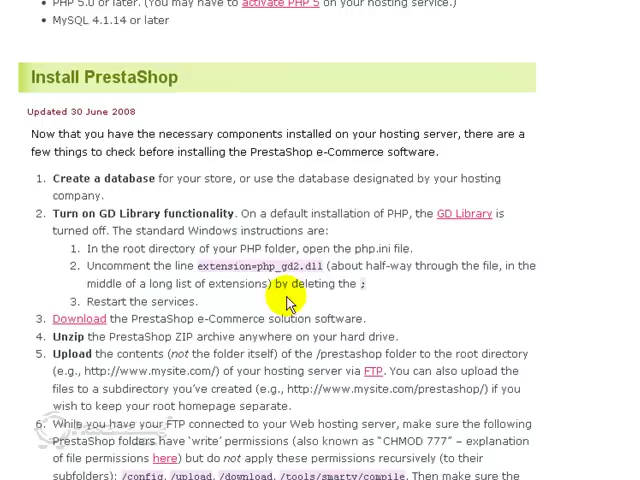 PHP 5.0 or later. (You may have to activate PHP 5 on your hosting service.)
• MySQL 4.1.14 or later
Install PrestaShop
Updated 30 June 2008
Now that you have the necessary components installed on your hosting server, there are a
few things to check before installing the PrestaShop e-Commerce software.
1. Create a database for your store, or use the database designated by your hosting
company.
2. Turn on GD Library functionality. On a default installation of PHP, the GD Library is
turned off. The standard Windows instructions are:
1. In the root directory of your PHP folder, open the php.ini file.
2. Uncomment the line extension=php_gd2.dll (about half-way through the file, in the
middle of a long list of extensions) by deleting the ;
3. Restart the services.
3. Download the PrestaShop e-Commerce solution software.
4. Unzip the PrestaShop ZIP archive anywhere on your hard drive.
5. Upload the contents (not the folder itself) of the /prestashop folder to the root directory
(e.g., http://www.mysite.com/) of your hosting server via FTP. You can also upload the
files to a subdirectory you've created (e.g., http://www.mysite.com/prestashop/) if you
wish to keep your root homepage separate.
6. While you have your FTP connected to your Web hosting server, make sure the following
PrestaShop folders have 'write' permissions (also known as "CHMOD 777" – explanation
of file permissions here) but do not apply these permissions recursively (to their
subfolders): /config, /upload, /download, /tools/smarty/compile. Then make sure the